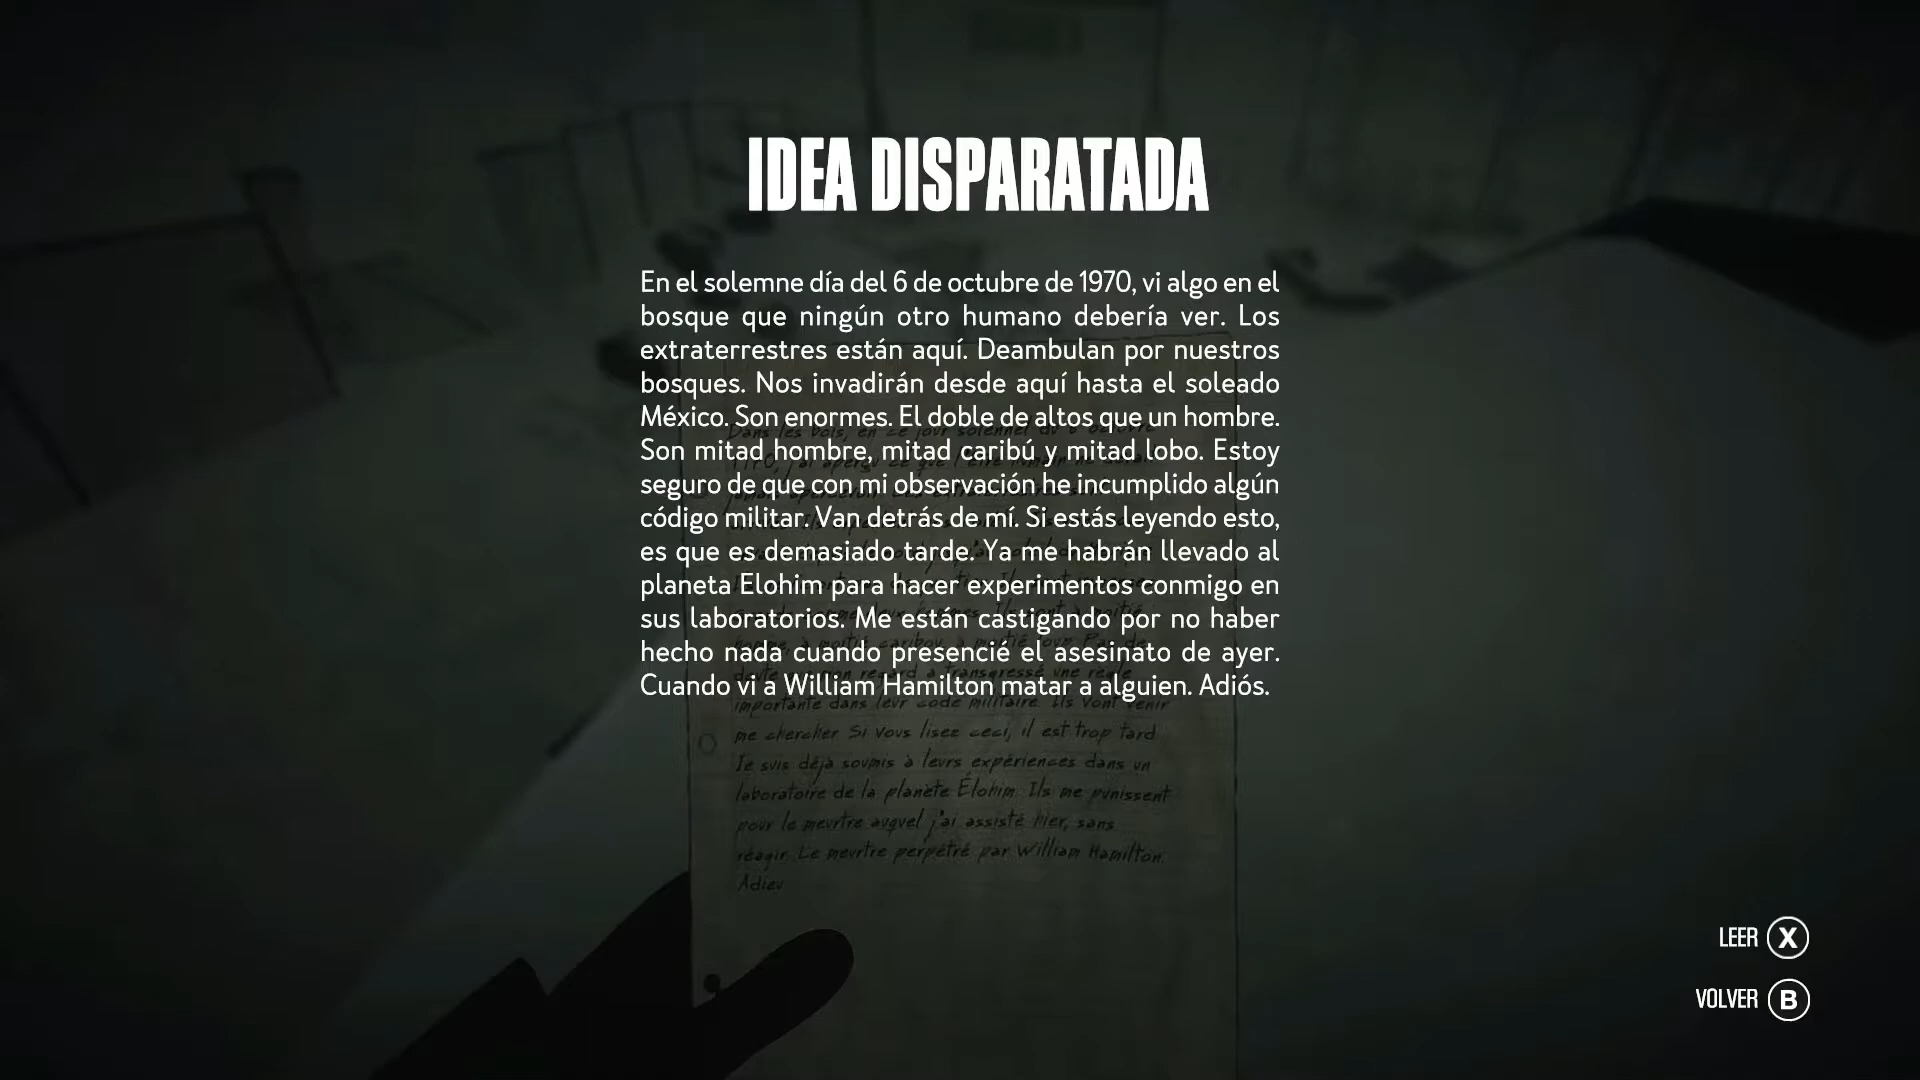 IDEA DISPARATADA
En el solemne día del 6 de octubre de 1970, vi algo en el
bosque que ningún otro humano debería ver. Los
extraterrestres están aquí. Deambulan por nuestros
bosques. Nos invadirán desde aquí hasta el soleado
México. Son enormes. El doble de altos que un hombre.
Son mitad hombre, mitad caribú y mitad lobo. Estoy
seguro de que con mi observación he incumplido algún
código militar. Van detrás de mí. Si estás leyendo esto,
es que es demasiado tarde. Ya me habrán llevado al
planeta Elohim para hacer experimentos conmigo en
sus laboratorios. Me están castigando por no haber
hecho nada cuando presencié el asesinato de ayer.
Cuando vi a William Hamilton matar a alguien. Adiós.
importante dans leur code militaire Ils vont venir
me chercher Si vous lisez ceci, il est trop tard
Je suis déjà soumis à leurs expériences dans un
laboratoire de la planète Élohim. Ils me punissent
pour le meurtre auquel j'ai assisté hier, sans
réagir. Le meurtre perpétré par William Hamilton.
Adieu
LEER X
VOLVER B